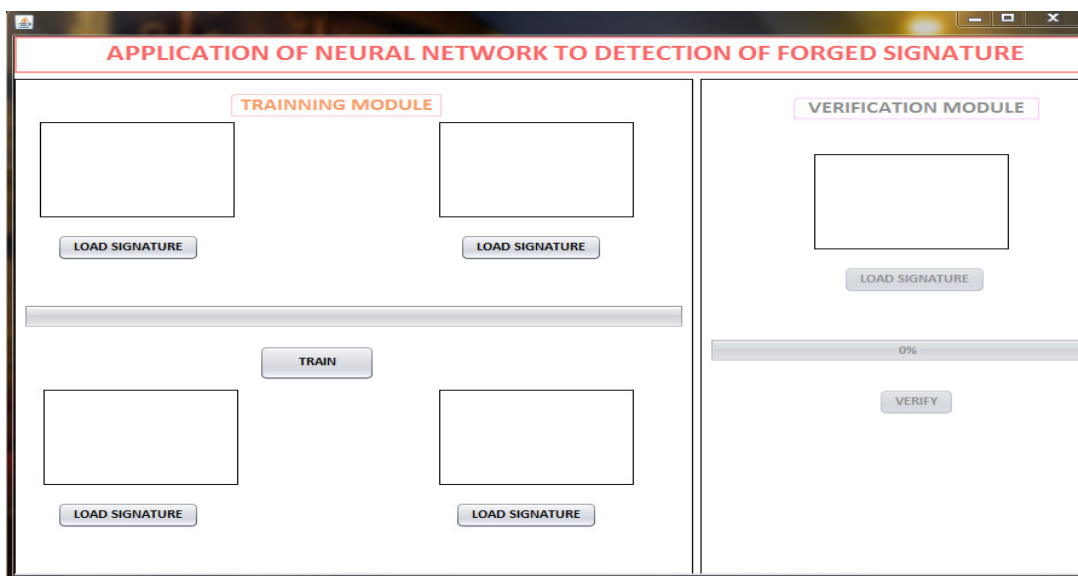 APPLICATION OF NEURAL NETWORK TO DETECTION OF FORGED SIGNATURE
TRAINNING MODULE
LOAD SIGNATURE
LOAD SIGNATURE
TRAIN
LOAD SIGNATURE
LOAD SIGNATURE
VERIFICATION MODULE
LOAD SIGNATURE
0%
VERIFY